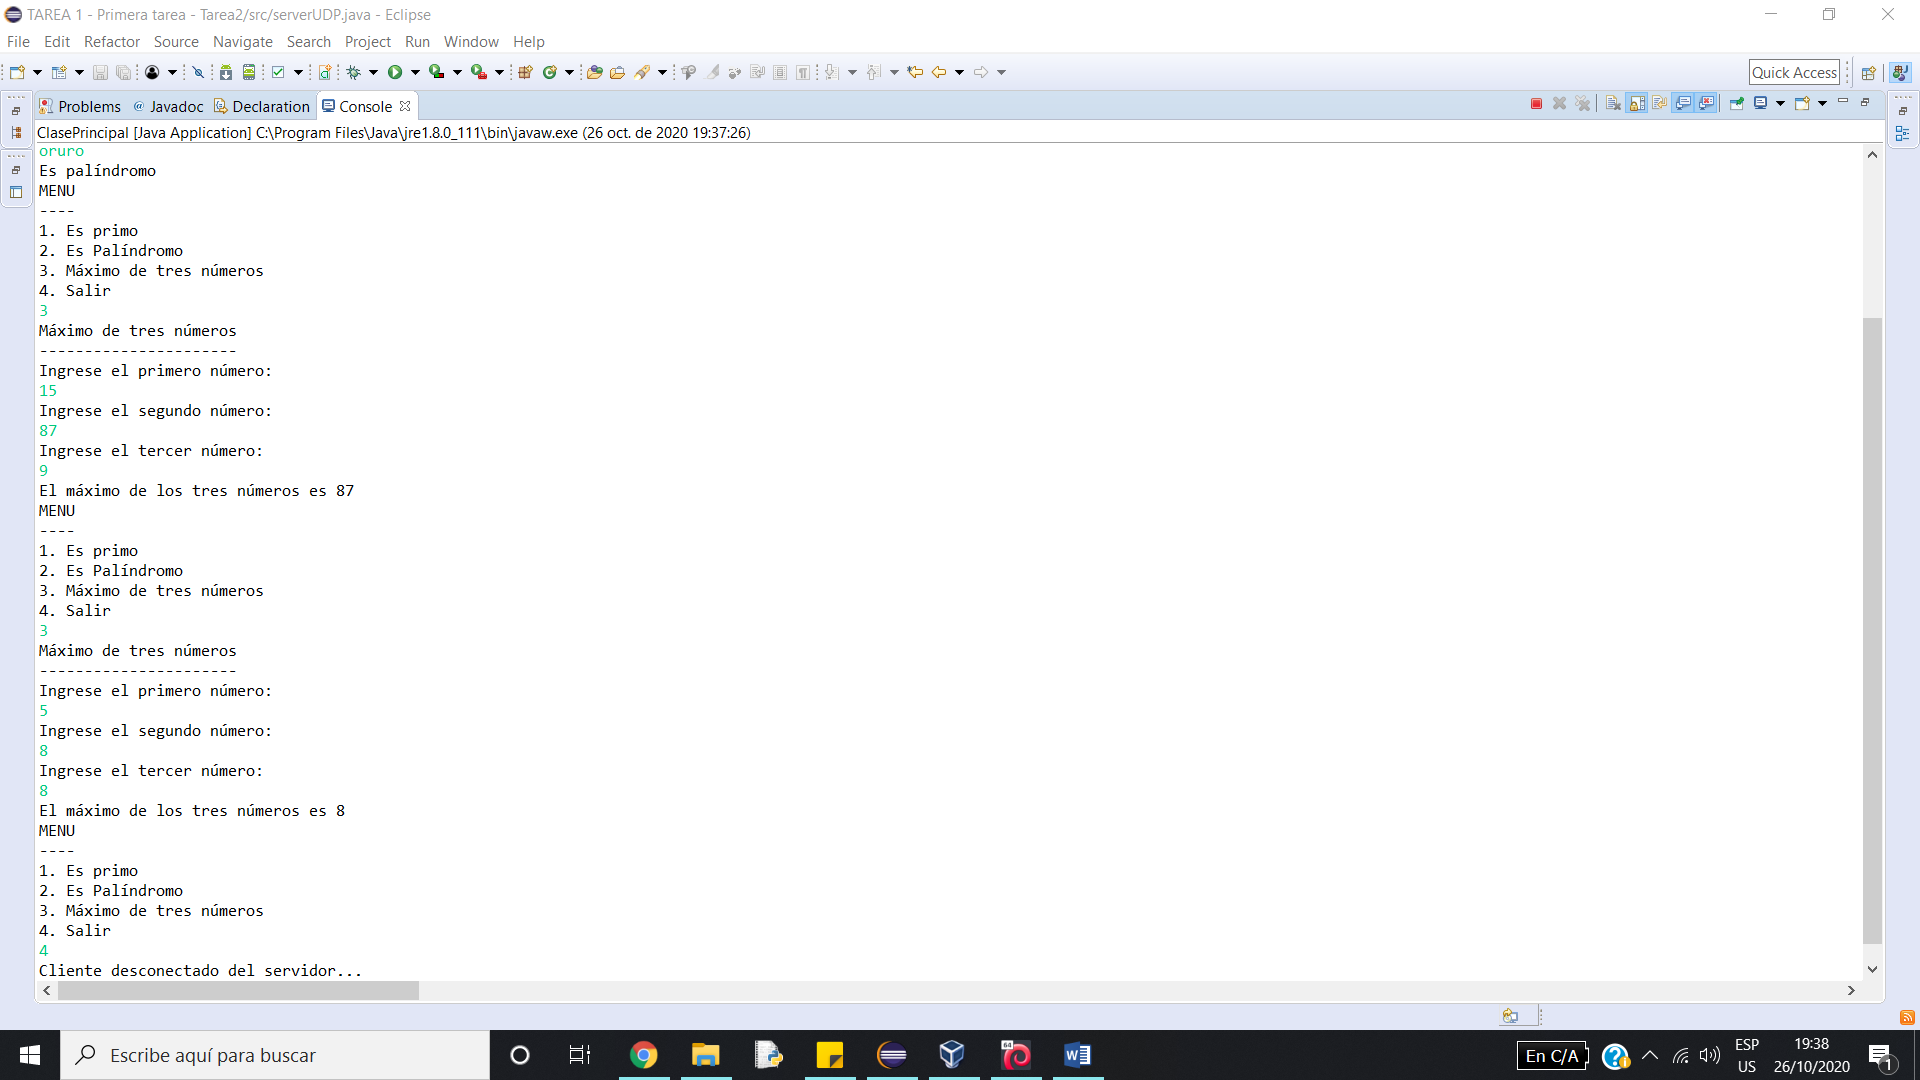 TAREA 1 - Primera tarea - Tarea2/src/serverUDP.java - Eclipse
File Edit Refactor Source Navigate Search Project Run Window Help
Quick Access
Problems @ Javadoc Declaration Console
ClasePrincipal [Java Application] C:\Program Files\Java\jre1.8.0_111\bin\javaw.exe (26 oct. de 2020 19:37:26)
oruro
Es palíndromo
MENU
----
1. Es primo
2. Es Palíndromo
3. Máximo de tres números
4. Salir
3
Máximo de tres números
----------------------
Ingrese el primero número:
15
Ingrese el segundo número:
87
Ingrese el tercer número:
9
El máximo de los tres números es 87
MENU
----
1. Es primo
2. Es Palíndromo
3. Máximo de tres números
4. Salir
3
Máximo de tres números
----------------------
Ingrese el primero número:
5
Ingrese el segundo número:
8
Ingrese el tercer número:
8
El máximo de los tres números es 8
MENU
----
1. Es primo
2. Es Palíndromo
3. Máximo de tres números
4. Salir
4
Cliente desconectado del servidor...
Escribe aquí para buscar
64
En C/A
ESP
US
19:38
26/10/2020
1